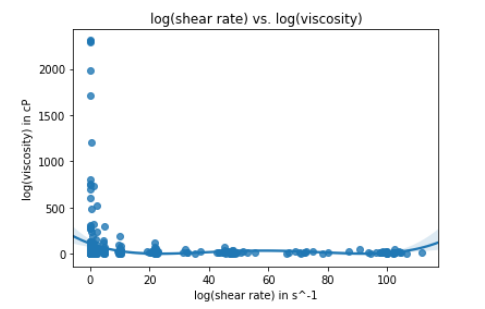 log(shear rate) vs. log(viscosity)
log(viscosity) in cP
2000
1500
1000
500
0
0 20 40 60 80 100
log(shear rate) in s^-1